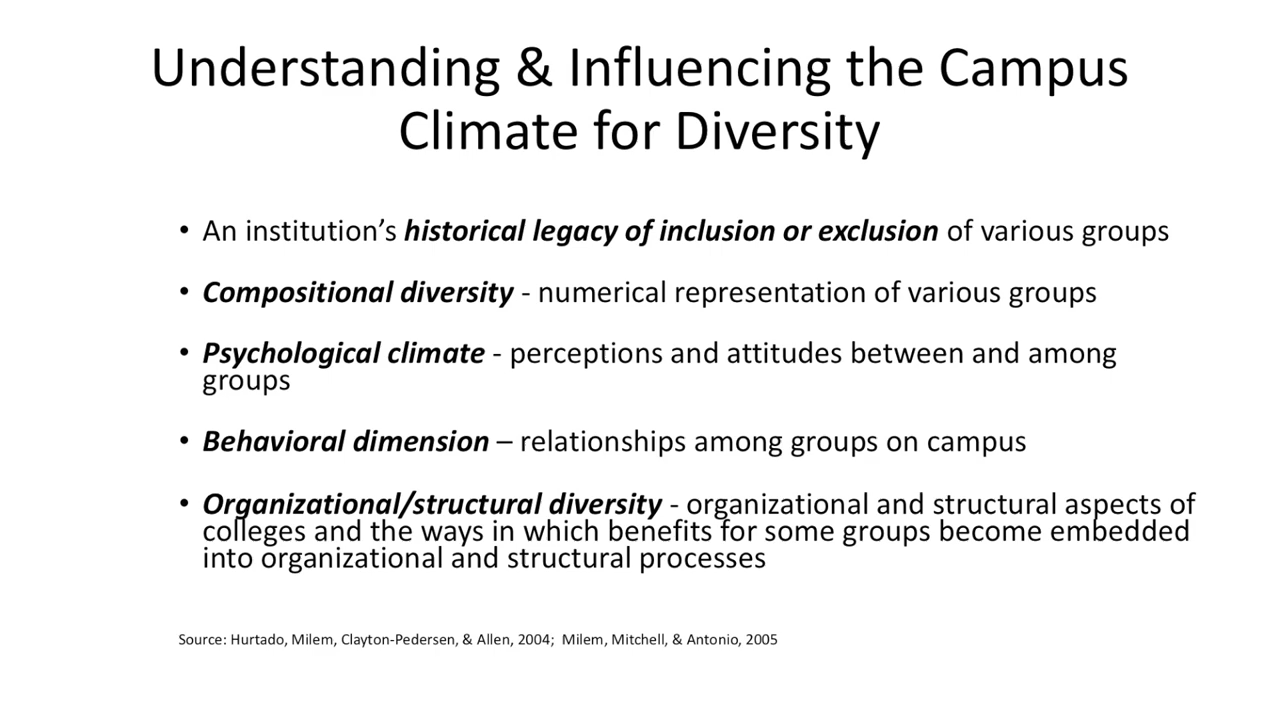 Understanding & Influencing the Campus
Climate for Diversity
• An institution’s historical legacy of inclusion or exclusion of various groups
• Compositional diversity - numerical representation of various groups
• Psychological climate - perceptions and attitudes between and among
groups
• Behavioral dimension – relationships among groups on campus
• Organizational/structural diversity - organizational and structural aspects of
colleges and the ways in which benefits for some groups become embedded
into organizational and structural processes
Source: Hurtado, Milem, Clayton-Pedersen, & Allen, 2004;  Milem, Mitchell, & Antonio, 2005